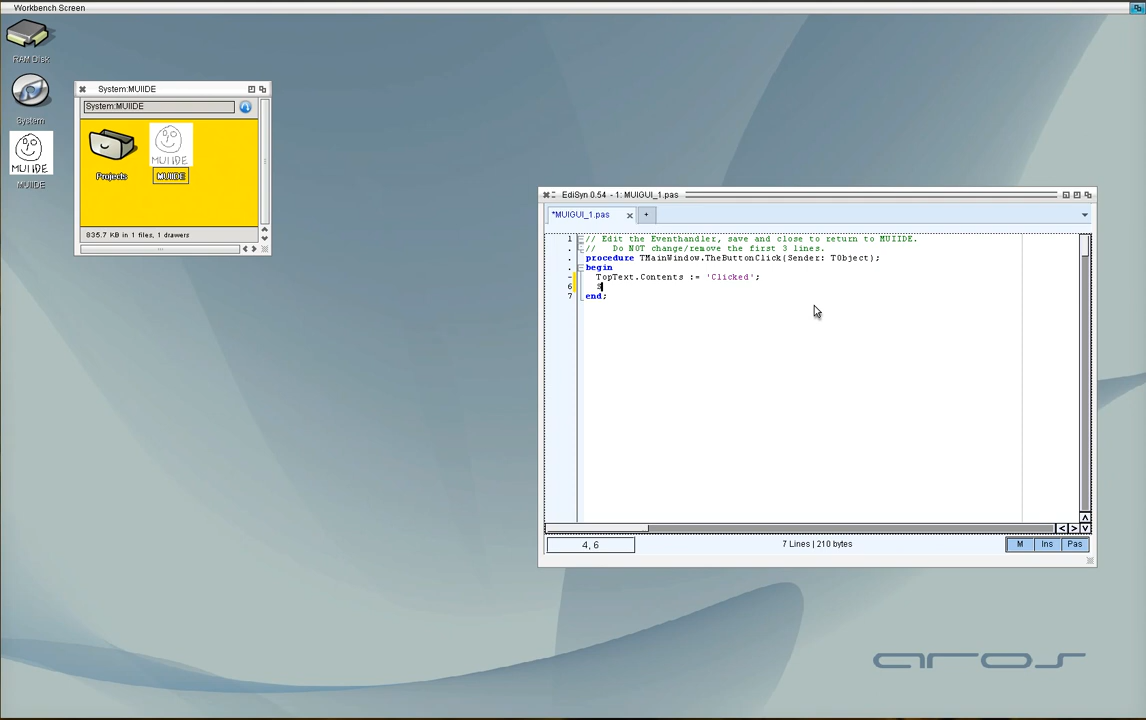 Workbench Screen
RAM Disk
System
MUIIDE
MUIIDE
System:MUIIDE
System:MUIIDE
MUIIDE
Projects
MUIIDE
835.7 KB in 1 files, 1 drawers
EdiSyn 0.54 - 1: MUIGUI_1.pas
*MUIGUI_1.pas x +
1 // Edit the Eventhandler, save and close to return to MUIIDE.
. // Do NOT change/remove the first 3 lines.
. procedure TMainWindow.TheButtonClick(Sender: TObject);
. begin
- TopText.Contents := 'Clicked';
6 S
7 end;
4, 6
7 Lines | 210 bytes
M Ins Pas
aros